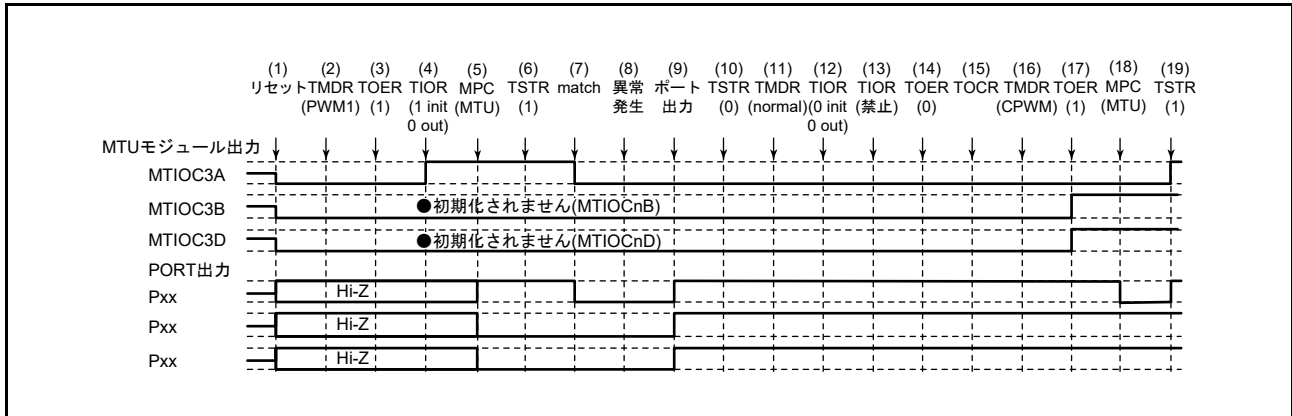 (1) (2) (3) (4) (5) (6) (7) (8) (9) (10) (11) (12) (13) (14) (15) (16) (17) (18) (19)
リセット TMDR TOER TIOR MPC TSTR match 異常 ポート TSTR TMDR TIOR TIOR TOER TOCR TMDR TOER MPC TSTR
(PWM1) (1) (1 init (MTU) (1) 発生 出力 (0) (normal) (0 init (禁止) (0) (CPWM) (1) (MTU) (1)
0 out) 0 out)
MTUモジュール出力
MTIOC3A
MTIOC3B ●初期化されません(MTIOCnB)
MTIOC3D ●初期化されません(MTIOCnD)
PORT出力
Pxx Hi-Z
Pxx Hi-Z
Pxx Hi-Z